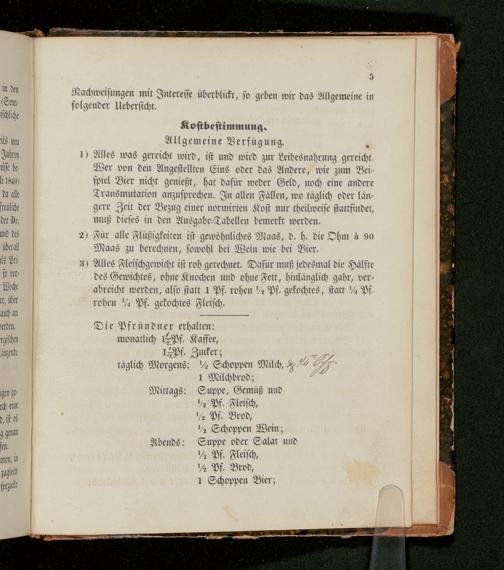 5
Nachweisungen mit Interesse überblickt, so geben wir das Allgemeine in
folgender Uebersicht.
Kostbestimmung.
Allgemeine Verfügung.
1) Alles was gereicht wird, ist und wird zur Leibesnahrung gereicht.
Wer von den Angestellten Eins oder das Andere, wie zum Bei-
spiel Bier nicht genießt, hat dafür weder Geld, noch eine andere
Transmutation anzusprechen. In allen Fällen, wo täglich oder län-
gere Zeit der Bezug einer normirten Kost nur theilweise stattfindet,
muß dieses in den Ausgabe-Tabellen bemerkt werden.
2) Für alle Flüßigkeiten ist gewöhnliches Maas, d. h. die Ohm à 90
Maas zu berechnen, sowohl bei Wein wie bei Bier.
3) Alles Fleischgewicht ist roh gerechnet. Dafür muß jedesmal die Hälfte
des Gewichtes, ohne Knochen und ohne Fett, hinlänglich gahr, ver-
abreicht werden, also statt 1 Pf. rohen ½ Pf. gekochtes, statt ½ Pf.
rohen ¼ Pf. gekochtes Fleisch.
Die Pfründner erhalten:
monatlich Pf. Kaffee,
Pf. Zucker;
täglich Morgens: ½ Schoppen Milch,
1 Milchbrod;
Mittags: Suppe, Gemüß und
½ Pf. Fleisch,
½ Pf. Brod,
½ Schoppen Wein;
Abends: Suppe oder Salat und
½ Pf. Fleisch,
½ Pf. Brod,
1 Schoppen Bier;